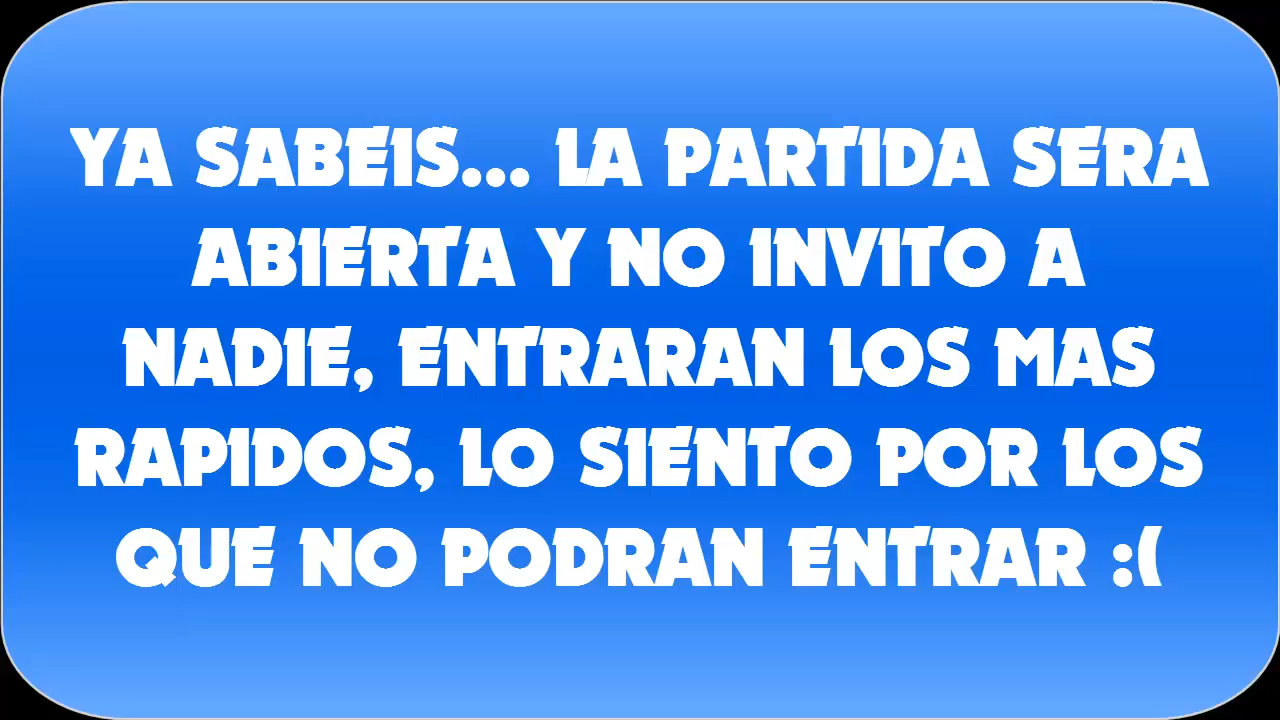 YA SABEIS... LA PARTIDA SERA
ABIERTA Y NO INVITO A
NADIE, ENTRARAN LOS MAS
RAPIDOS, LO SIENTO POR LOS
QUE NO PODRAN ENTRAR :(